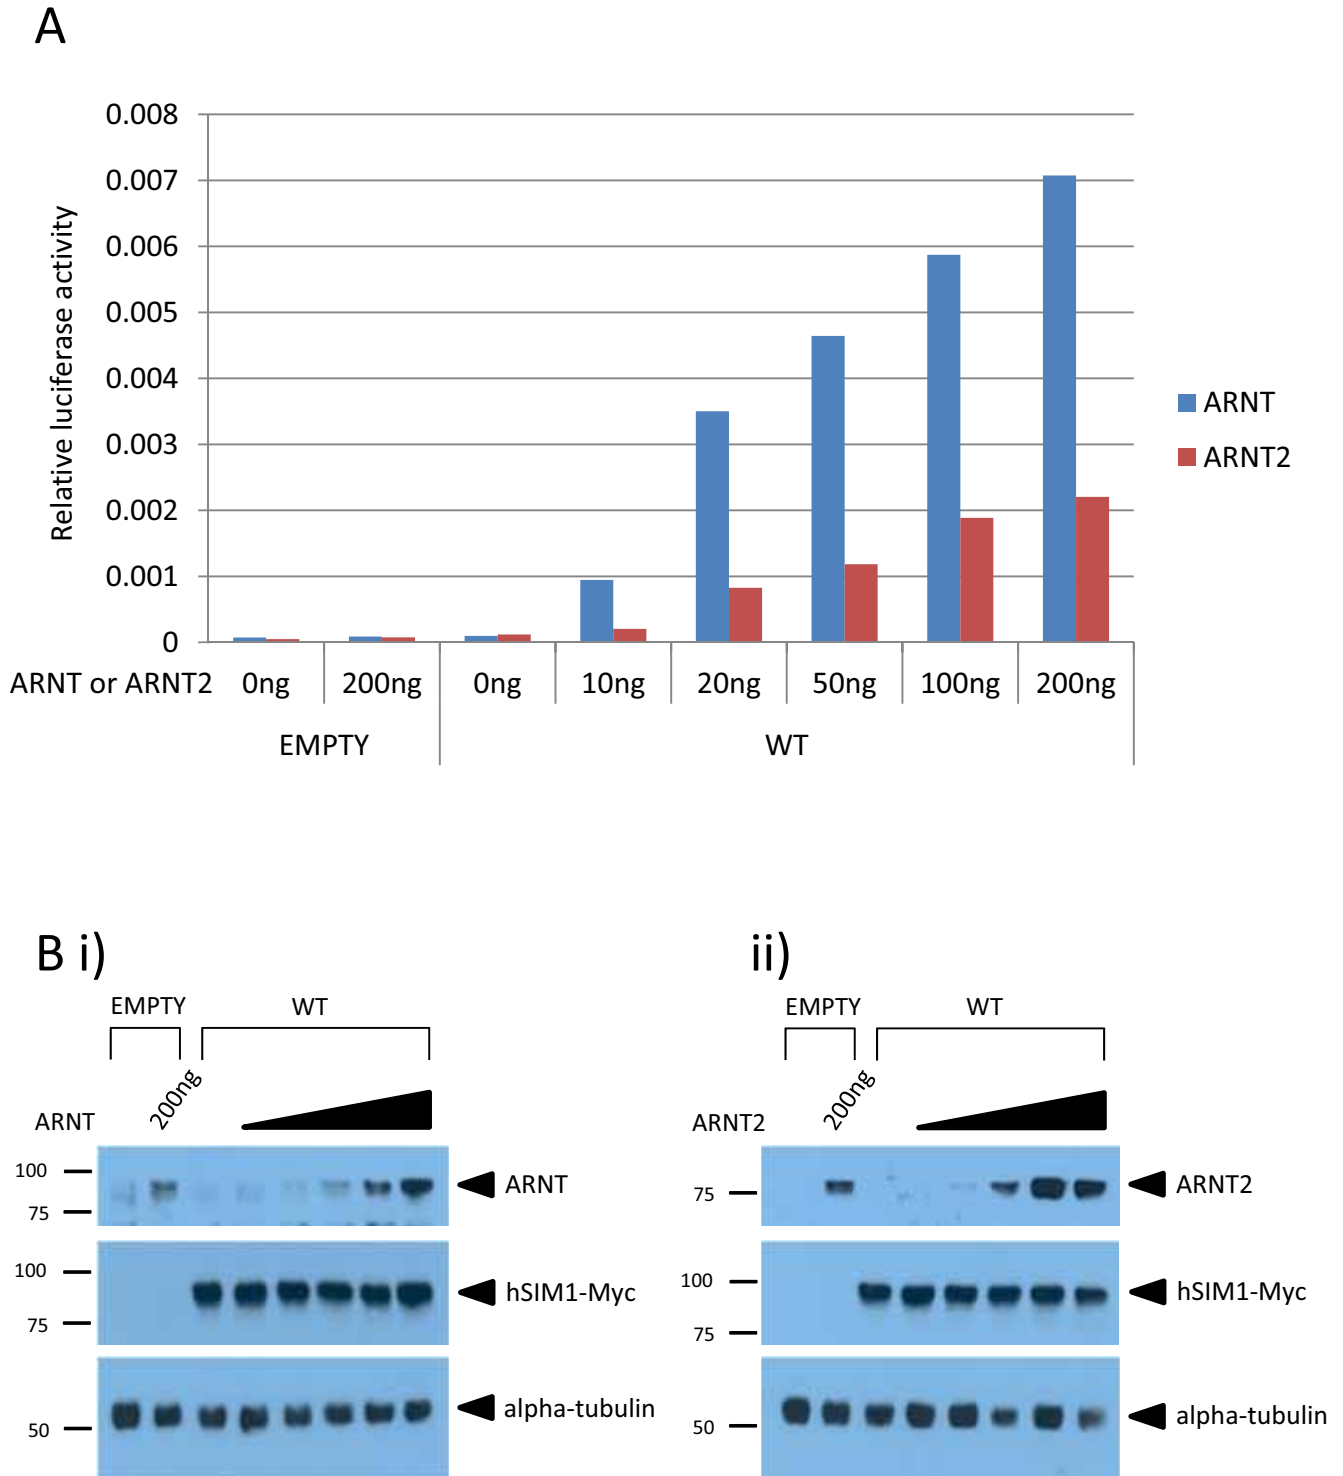 A
0.008
0.007
0.006
0.005
0.004
0.003
0.002
0.001
0
Relative luciferase activity
ARNT
ARNT2
ARNT or ARNT2 0ng 200ng 0ng 10ng 20ng 50ng 100ng 200ng
EMPTY WT
B i)
EMPTY WT
200ng
ARNT
100
75
ARNT
100
75
hSIM1-Myc
50
alpha-tubulin
ii)
EMPTY WT
200ng
ARNT2
75
ARNT2
100
75
hSIM1-Myc
50
alpha-tubulin